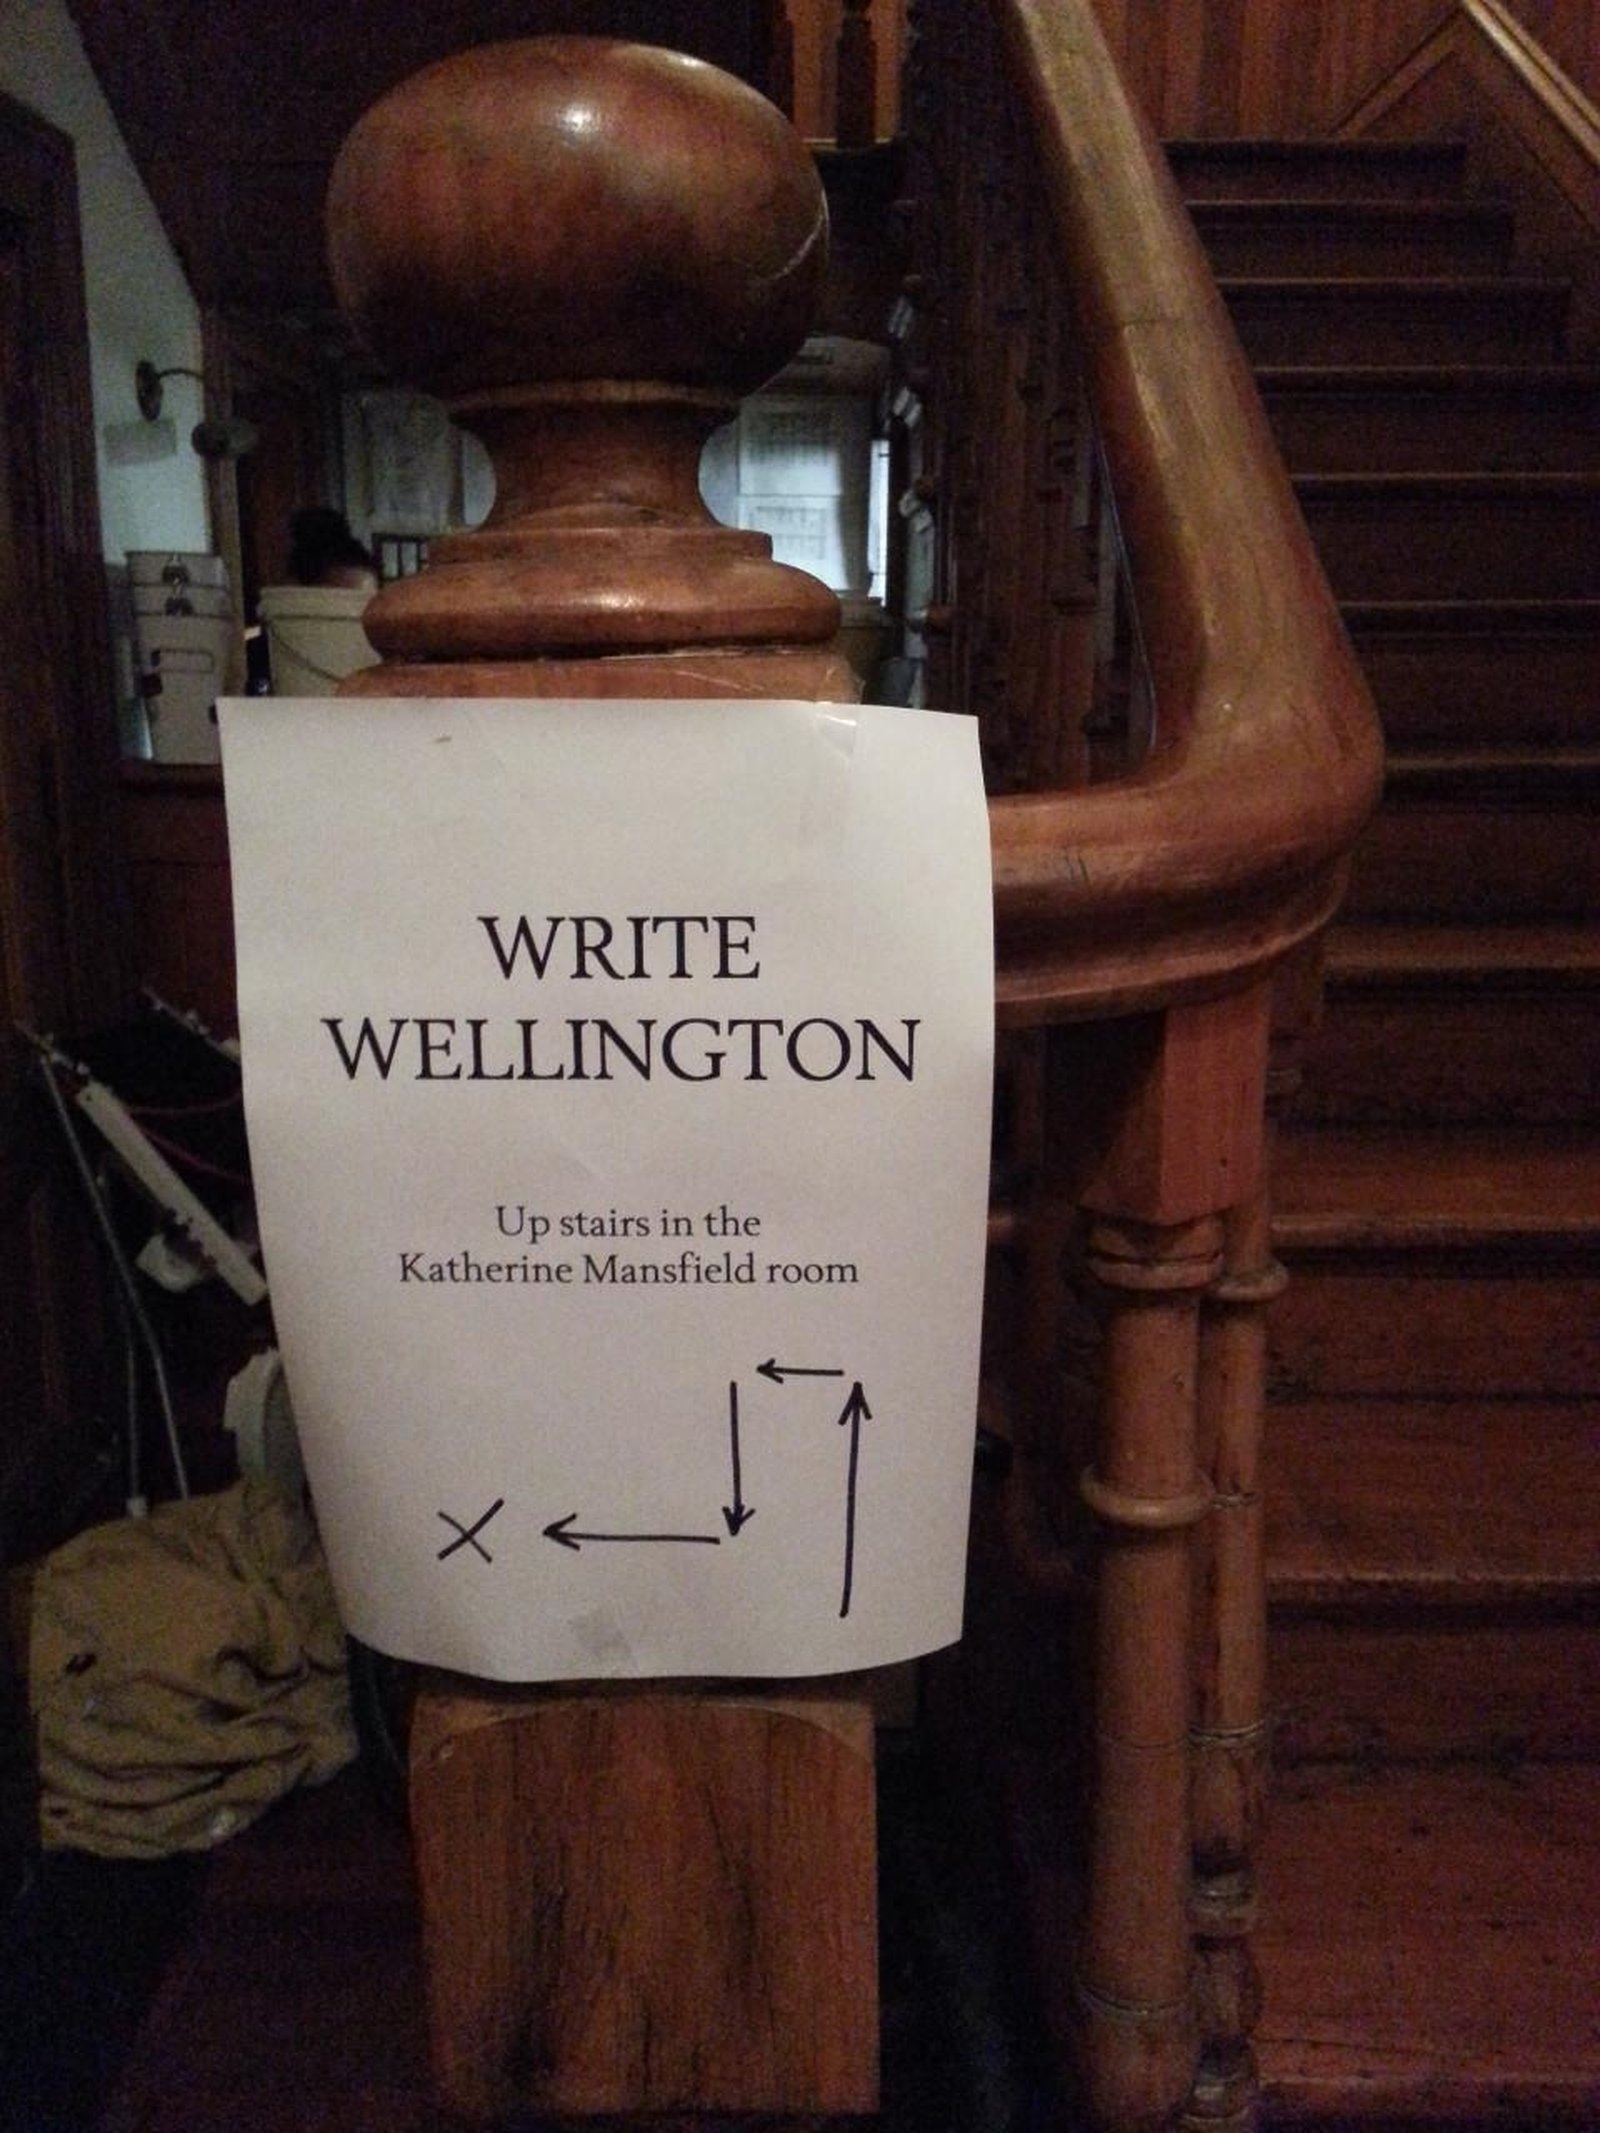 WRITE
WELLINGTON
Up stairs in the
Katherine Mansfield room
X